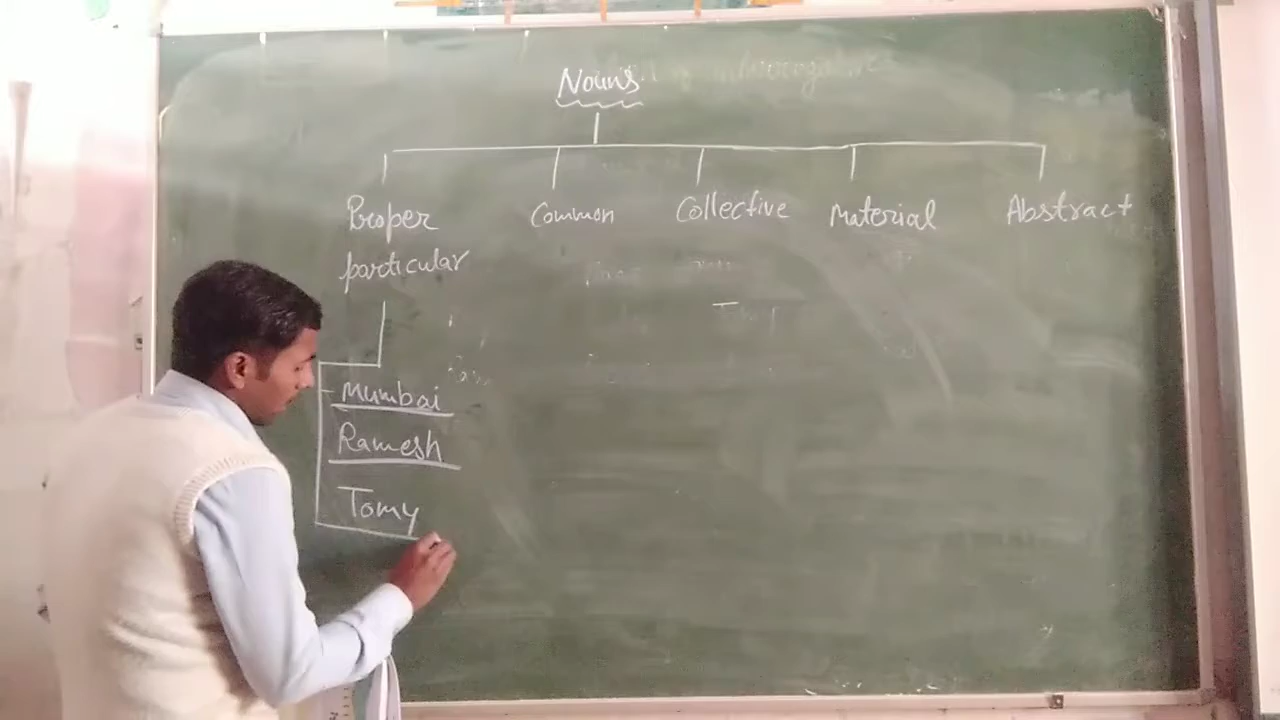 Nouns
Proper Common Collective Material Abstract
particular
Mumbai
Ramesh
Tomy